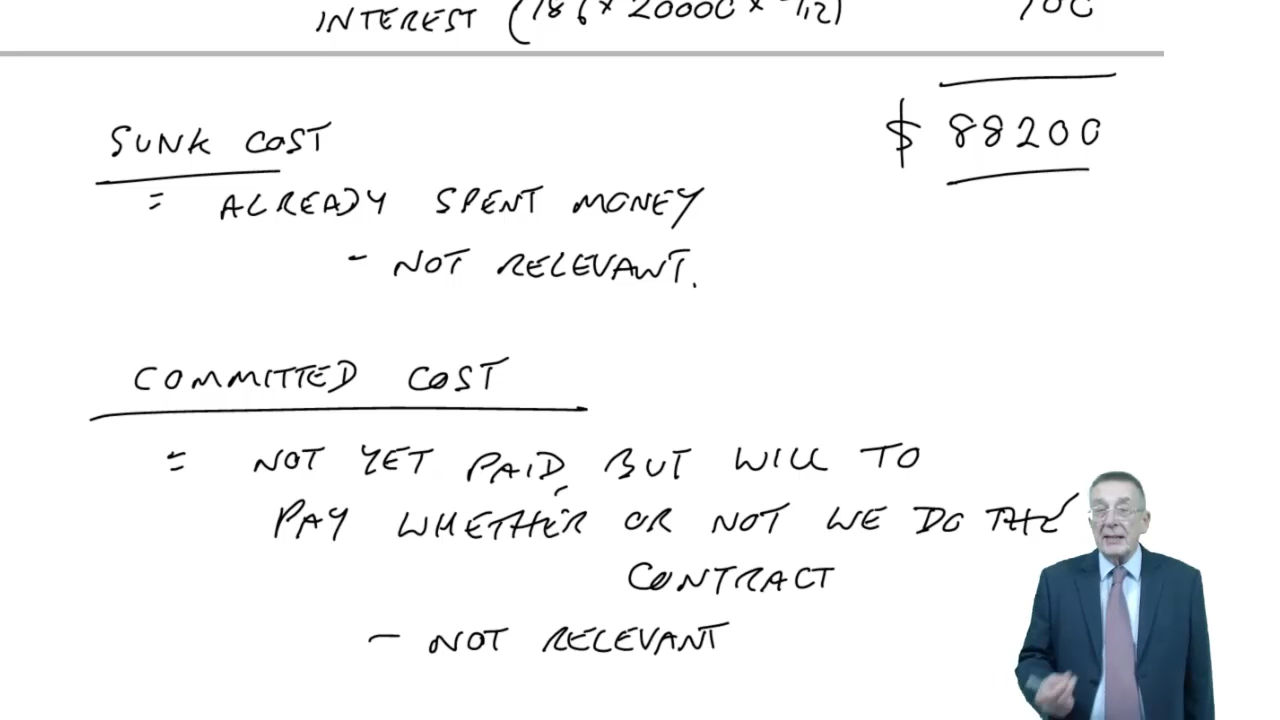 INTEREST
$ 88200
SUNK COST
= ALREADY SPENT MONEY
- NOT RELEVANT.
COMMITTED COST
= NOT YET PAID, BUT WILL TO
PAY WHETHER OR NOT WE DO THE
CONTRACT
- NOT RELEVANT